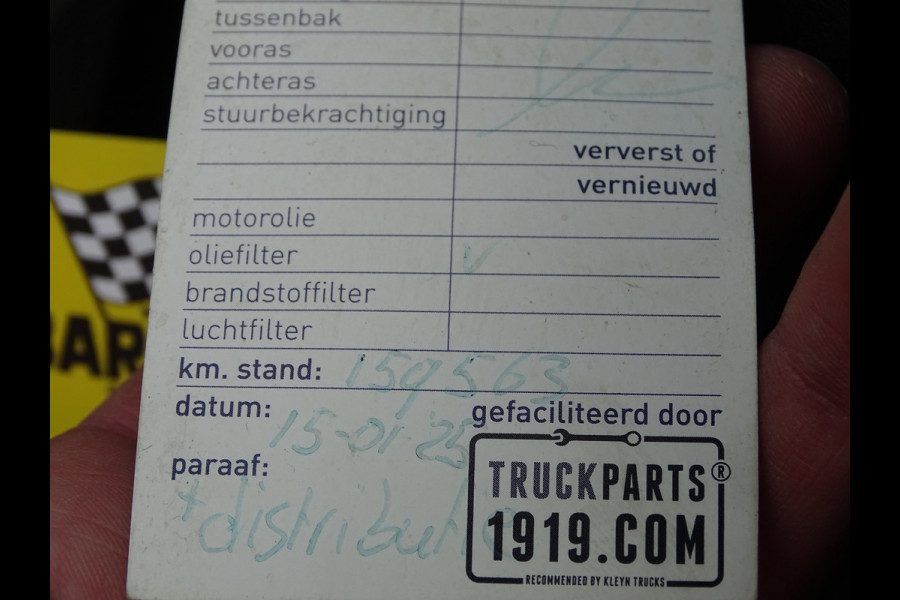 tussenbak
vooras
achteras
stuurbekrachtiging
ververst of
vernieuwd
motorolie
oliefilter v
brandstoffilter
luchtfilter
km. stand: 159563
datum: 15-01-25
gefaciliteerd door
paraaf:
+ distributie
TRUCKPARTS®
1919.COM
RECOMMENDED BY KLEYN TRUCKS
BAR